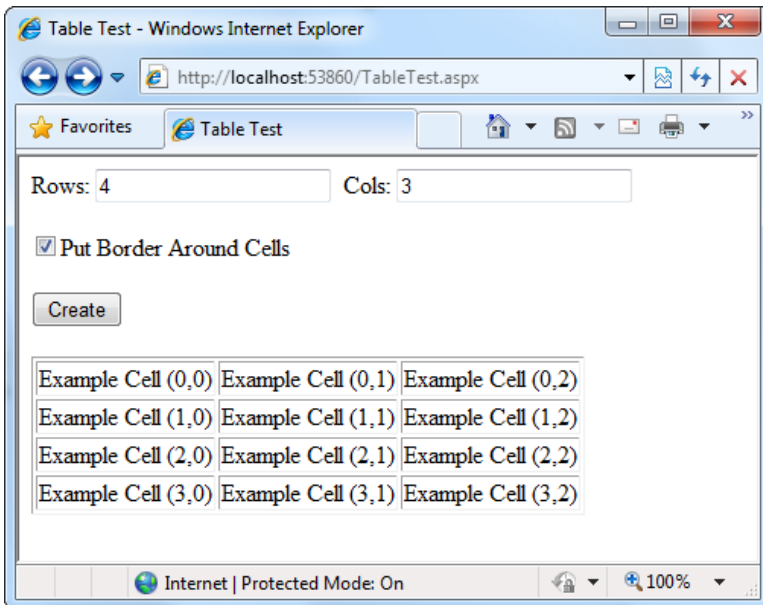 Table Test - Windows Internet Explorer
http://localhost:53860/TableTest.aspx
Favorites Table Test
Rows: 4 Cols: 3
Put Border Around Cells
Create
Example Cell (0,0) Example Cell (0,1) Example Cell (0,2)
Example Cell (1,0) Example Cell (1,1) Example Cell (1,2)
Example Cell (2,0) Example Cell (2,1) Example Cell (2,2)
Example Cell (3,0) Example Cell (3,1) Example Cell (3,2)
Internet | Protected Mode: On 100%